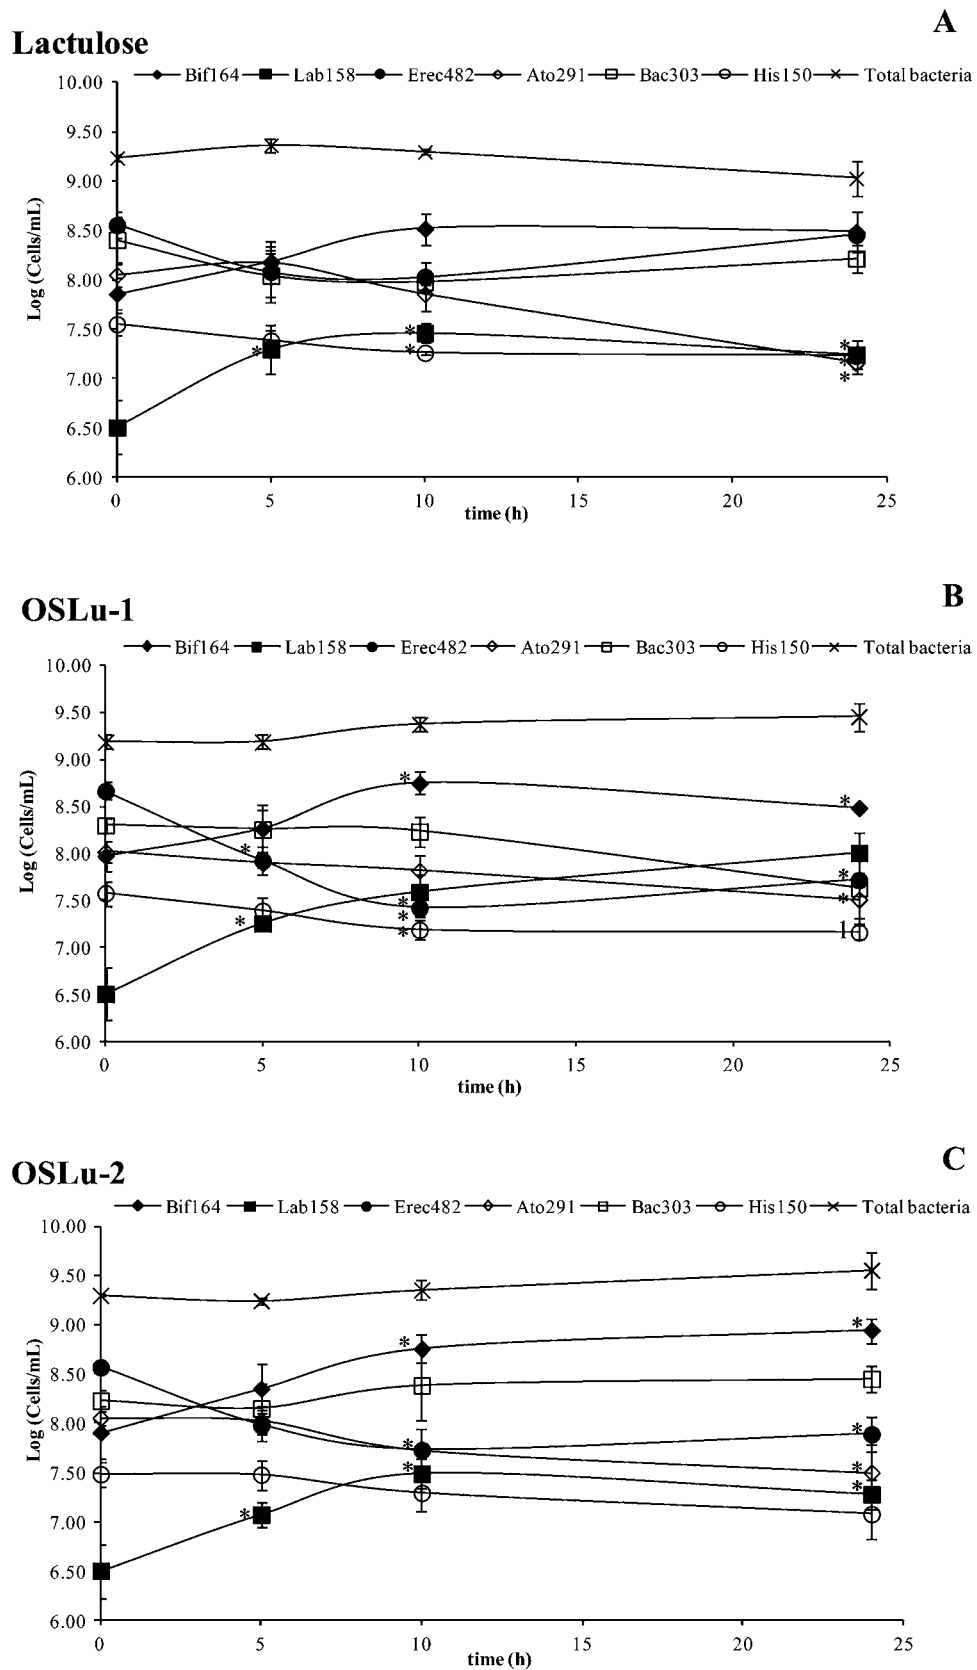 A
Lactulose
Bif164 Lab158 Erec482 Ato291 Bac303 His150 Total bacteria
10.00
9.50
9.00
8.50
8.00
7.50
7.00
6.50
6.00
Log (Cells/mL)
* * * * * *
0 5 10 15 20 25
time (h)
B
OSLu-1
Bif164 Lab158 Erec482 Ato291 Bac303 His150 Total bacteria
10.00
9.50
9.00
8.50
8.00
7.50
7.00
6.50
6.00
Log (Cells/mL)
* * * * * * * * *
1
0 5 10 15 20 25
time (h)
C
OSLu-2
Bif164 Lab158 Erec482 Ato291 Bac303 His150 Total bacteria
10.00
9.50
9.00
8.50
8.00
7.50
7.00
6.50
6.00
Log (Cells/mL)
* * * * * * * *
0 5 10 15 20 25
time (h)